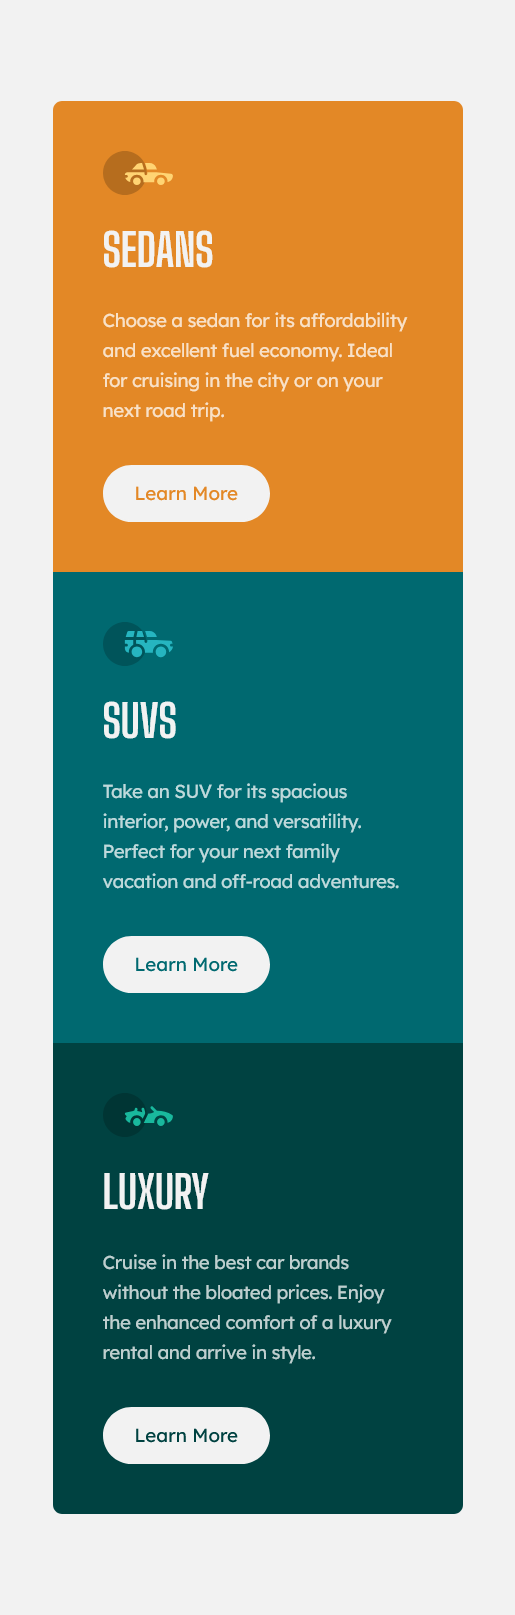 SEDANS
Choose a sedan for its affordability
and excellent fuel economy. Ideal
for cruising in the city or on your
next road trip.
Learn More
SUVS
Take an SUV for its spacious
interior, power, and versatility.
Perfect for your next family
vacation and off-road adventures.
Learn More
LUXURY
Cruise in the best car brands
without the bloated prices. Enjoy
the enhanced comfort of a luxury
rental and arrive in style.
Learn More